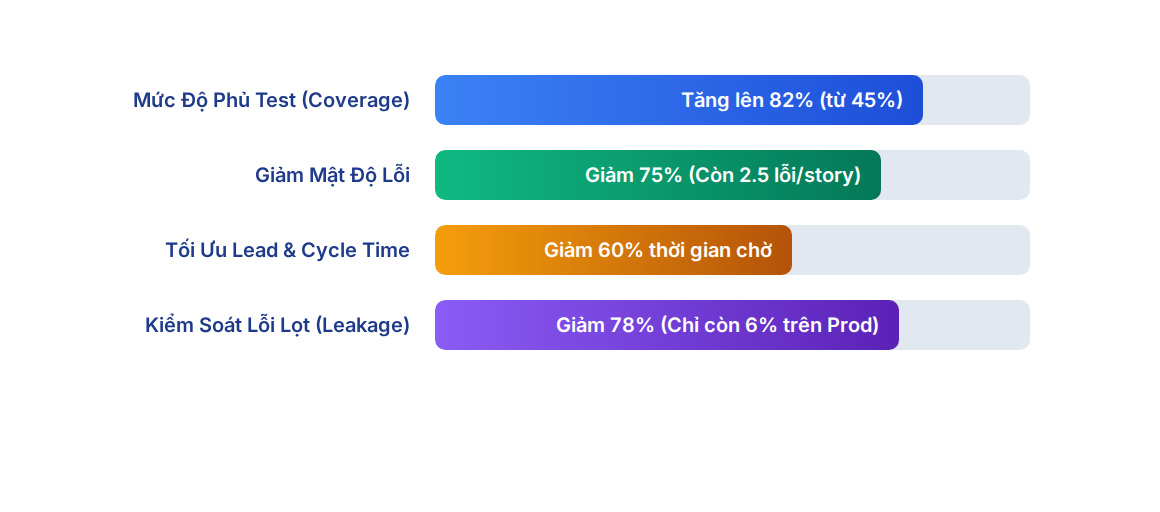 Mức Độ Phủ Test (Coverage) Tăng lên 82% (từ 45%)
Giảm Mật Độ Lỗi Giảm 75% (Còn 2.5 lỗi/story)
Tối Ưu Lead & Cycle Time Giảm 60% thời gian chờ
Kiểm Soát Lỗi Lọt (Leakage) Giảm 78% (Chỉ còn 6% trên Prod)